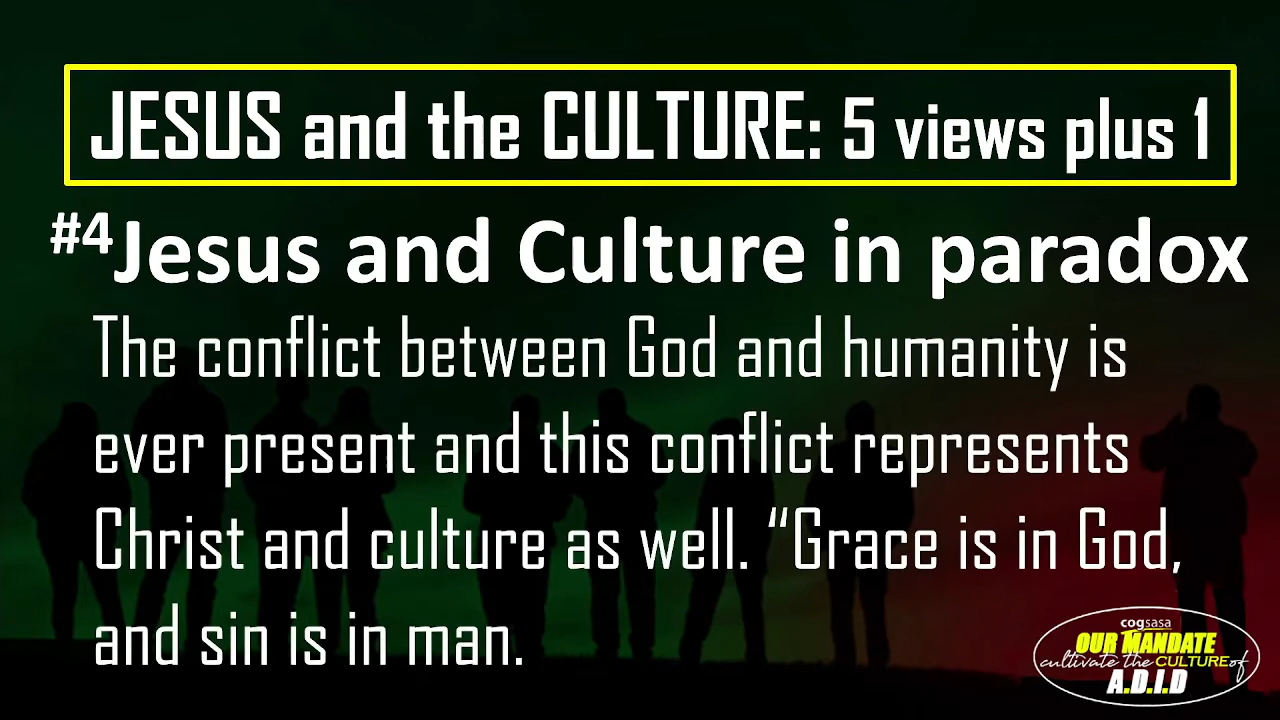 JESUS and the CULTURE: 5 views plus 1
#4Jesus and Culture in paradox
The conflict between God and humanity is
ever present and this conflict represents
Christ and culture as well. “Grace is in God,
and sin is in man.
cogsasa
OUR MANDATE
cultivate the CULTURE of
A.D.I.D